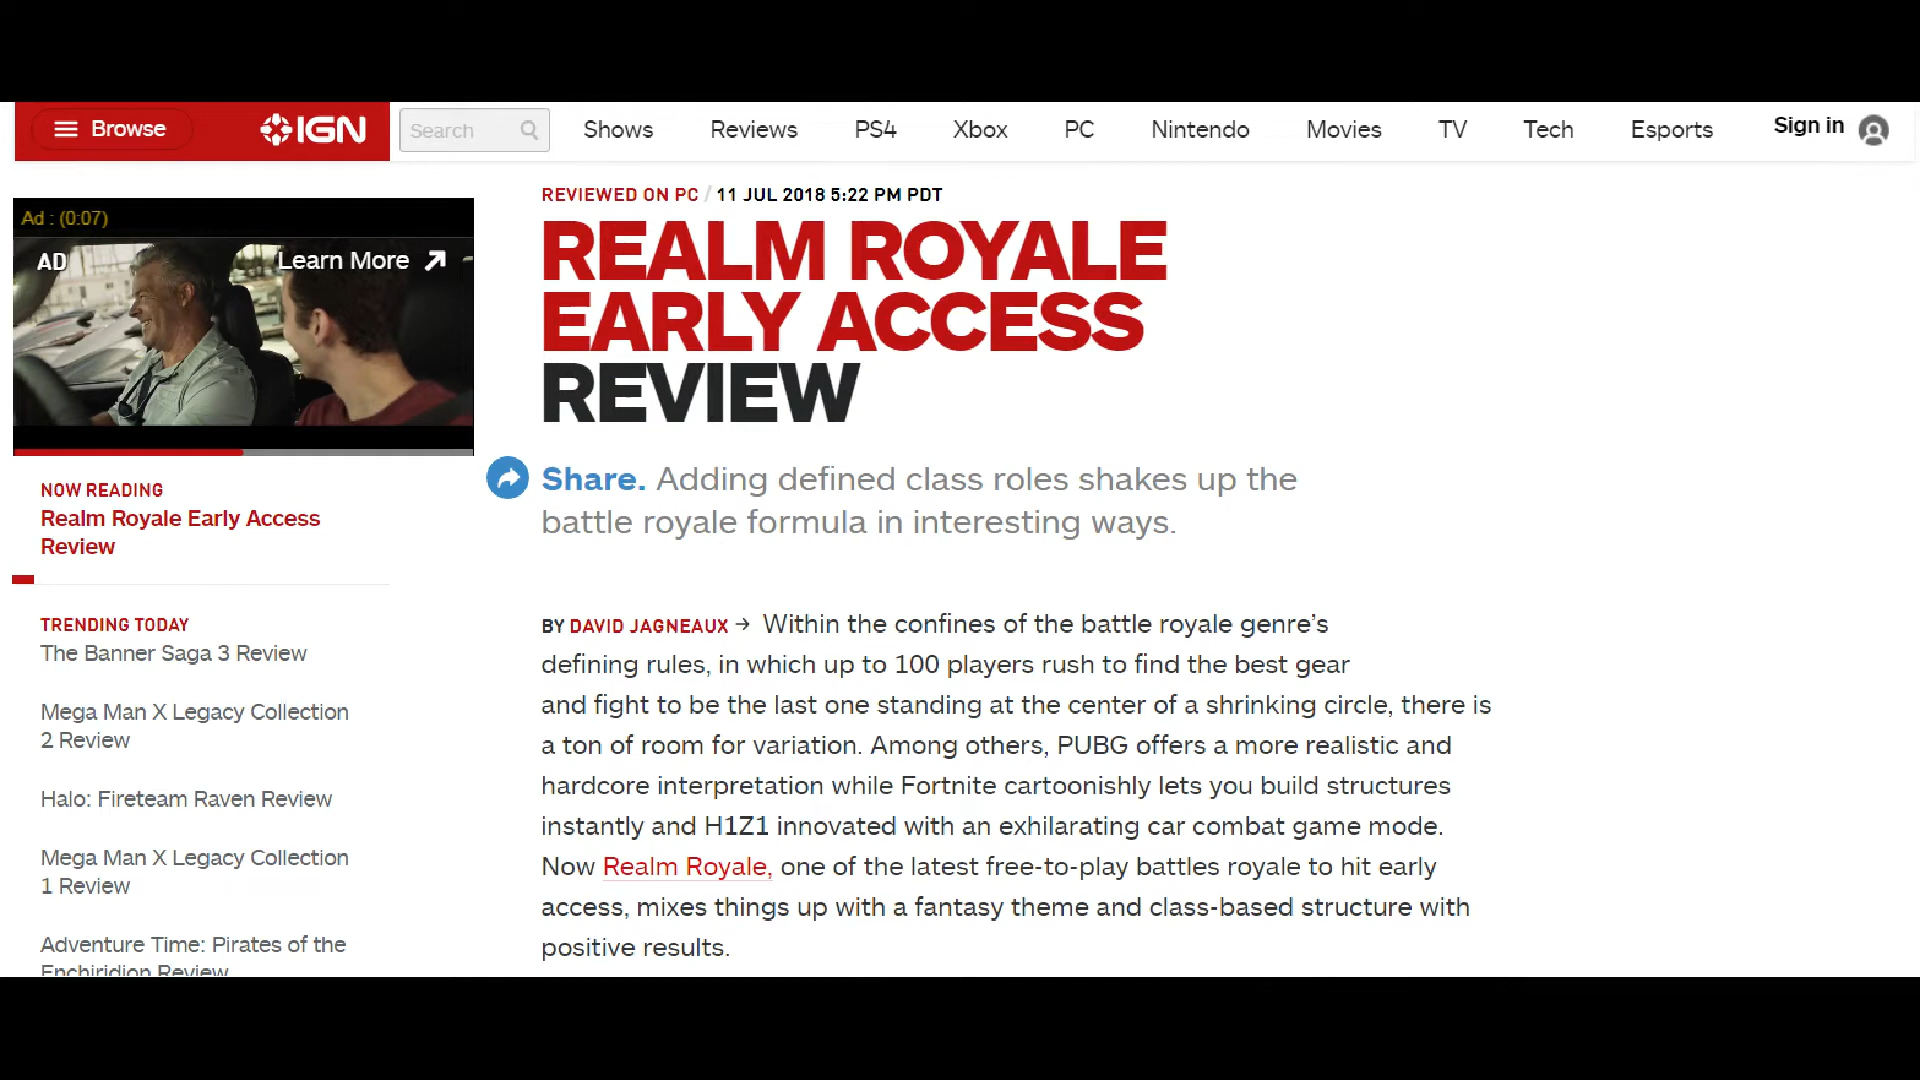 Browse
IGN
Search
Shows
Reviews
PS4
Xbox
PC
Nintendo
Movies
TV
Tech
Esports
Sign in
Ad : (0:07)
AD
Learn More
NOW READING
Realm Royale Early Access
Review
TRENDING TODAY
The Banner Saga 3 Review
Mega Man X Legacy Collection
2 Review
Halo: Fireteam Raven Review
Mega Man X Legacy Collection
1 Review
Adventure Time: Pirates of the
Enchiridion Review
REVIEWED ON PC / 11 JUL 2018 5:22 PM PDT
REALM ROYALE
EARLY ACCESS
REVIEW
Share. Adding defined class roles shakes up the
battle royale formula in interesting ways.
BY DAVID JAGNEAUX → Within the confines of the battle royale genre’s
defining rules, in which up to 100 players rush to find the best gear
and fight to be the last one standing at the center of a shrinking circle, there is
a ton of room for variation. Among others, PUBG offers a more realistic and
hardcore interpretation while Fortnite cartoonishly lets you build structures
instantly and H1Z1 innovated with an exhilarating car combat game mode.
Now Realm Royale, one of the latest free-to-play battles royale to hit early
access, mixes things up with a fantasy theme and class-based structure with
positive results.